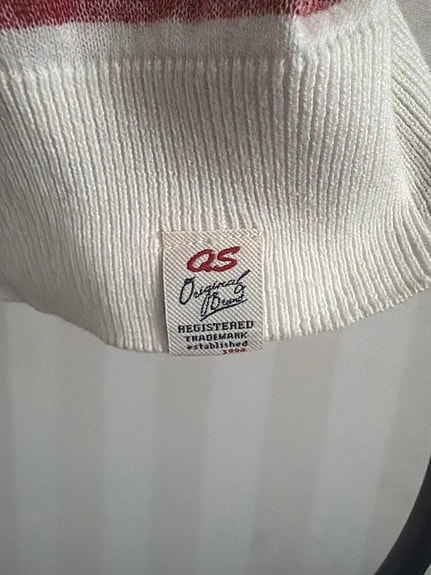 QS
Original
Brand
REGISTERED
TRADEMARK
established